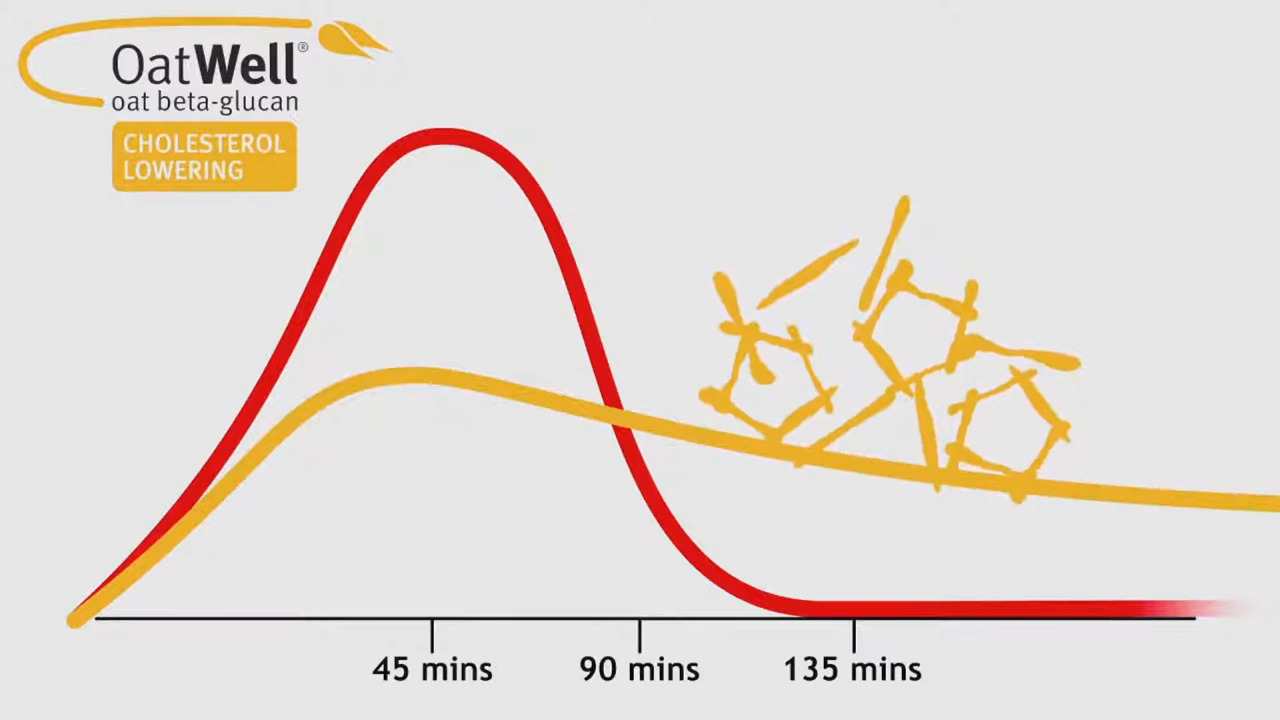 OatWell®
oat beta-glucan
CHOLESTEROL
LOWERING
45 mins
90 mins
135 mins